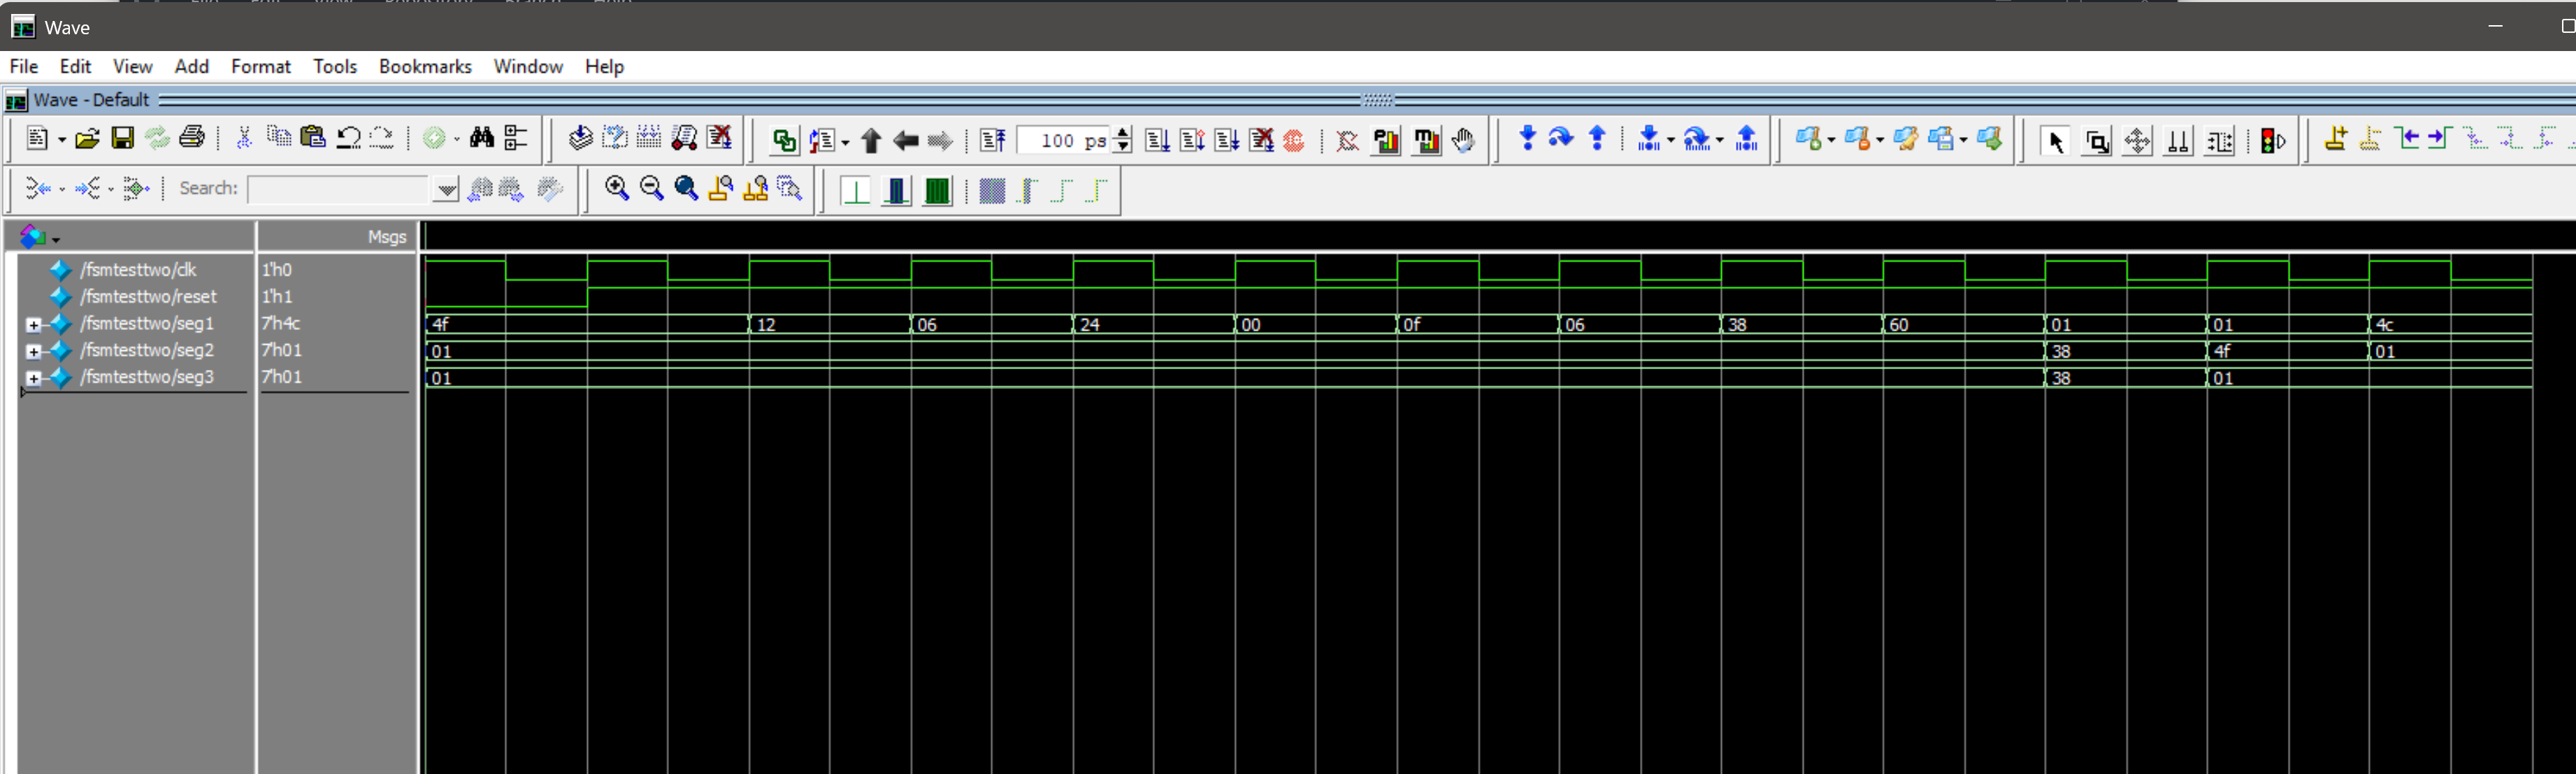 Wave
File Edit View Add Format Tools Bookmarks Window Help
Wave - Default
100 ps
Search:
Msgs
/fsmtesttwo/clk 1'h0
/fsmtesttwo/reset 1'h1
/fsmtesttwo/seg1 7'h4c 4f 12 06 24 00 0f 06 38 60 01 01 4c
/fsmtesttwo/seg2 7'h01 01 38 4f 01
/fsmtesttwo/seg3 7'h01 01 38 01